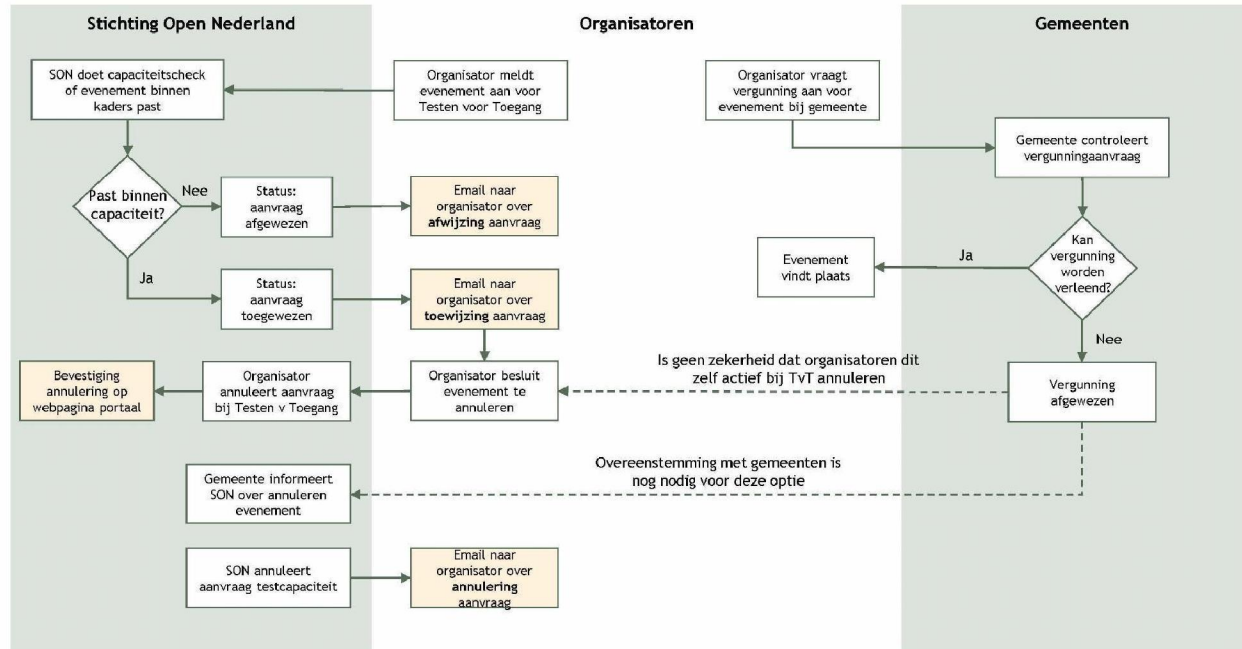 Stichting Open Nederland
Organisatoren
Gemeenten
SON doet capaciteitscheck
of evenement binnen
kaders past
Organisator meldt
evenement aan voor
Testen voor Toegang
Organisator vraagt
vergunning aan voor
evenement bij gemeente
Gemeente controleert
vergunningaanvraag
Past binnen
capaciteit?
Nee
Status:
aanvraag
afgewezen
Email naar
organisator over
afwijzing aanvraag
Kan
vergunning
worden
verleend?
Ja
Evenement
vindt plaats
Ja
Status:
aanvraag
toegewezen
Email naar
organisator over
toewijzing aanvraag
Nee
Bevestiging
annulering op
webpagina portaal
Organisator
annuleert aanvraag
bij Testen v Toegang
Organisator besluit
evenement te
annuleren
Is geen zekerheid dat organisatoren dit
zelf actief bij TvT annuleren
Vergunning
afgewezen
Gemeente informeert
SON over annuleren
evenement
Overeenstemming met gemeenten is
nog nodig voor deze optie
SON annuleert
aanvraag testcapaciteit
Email naar
organisator over
annulering
aanvraag